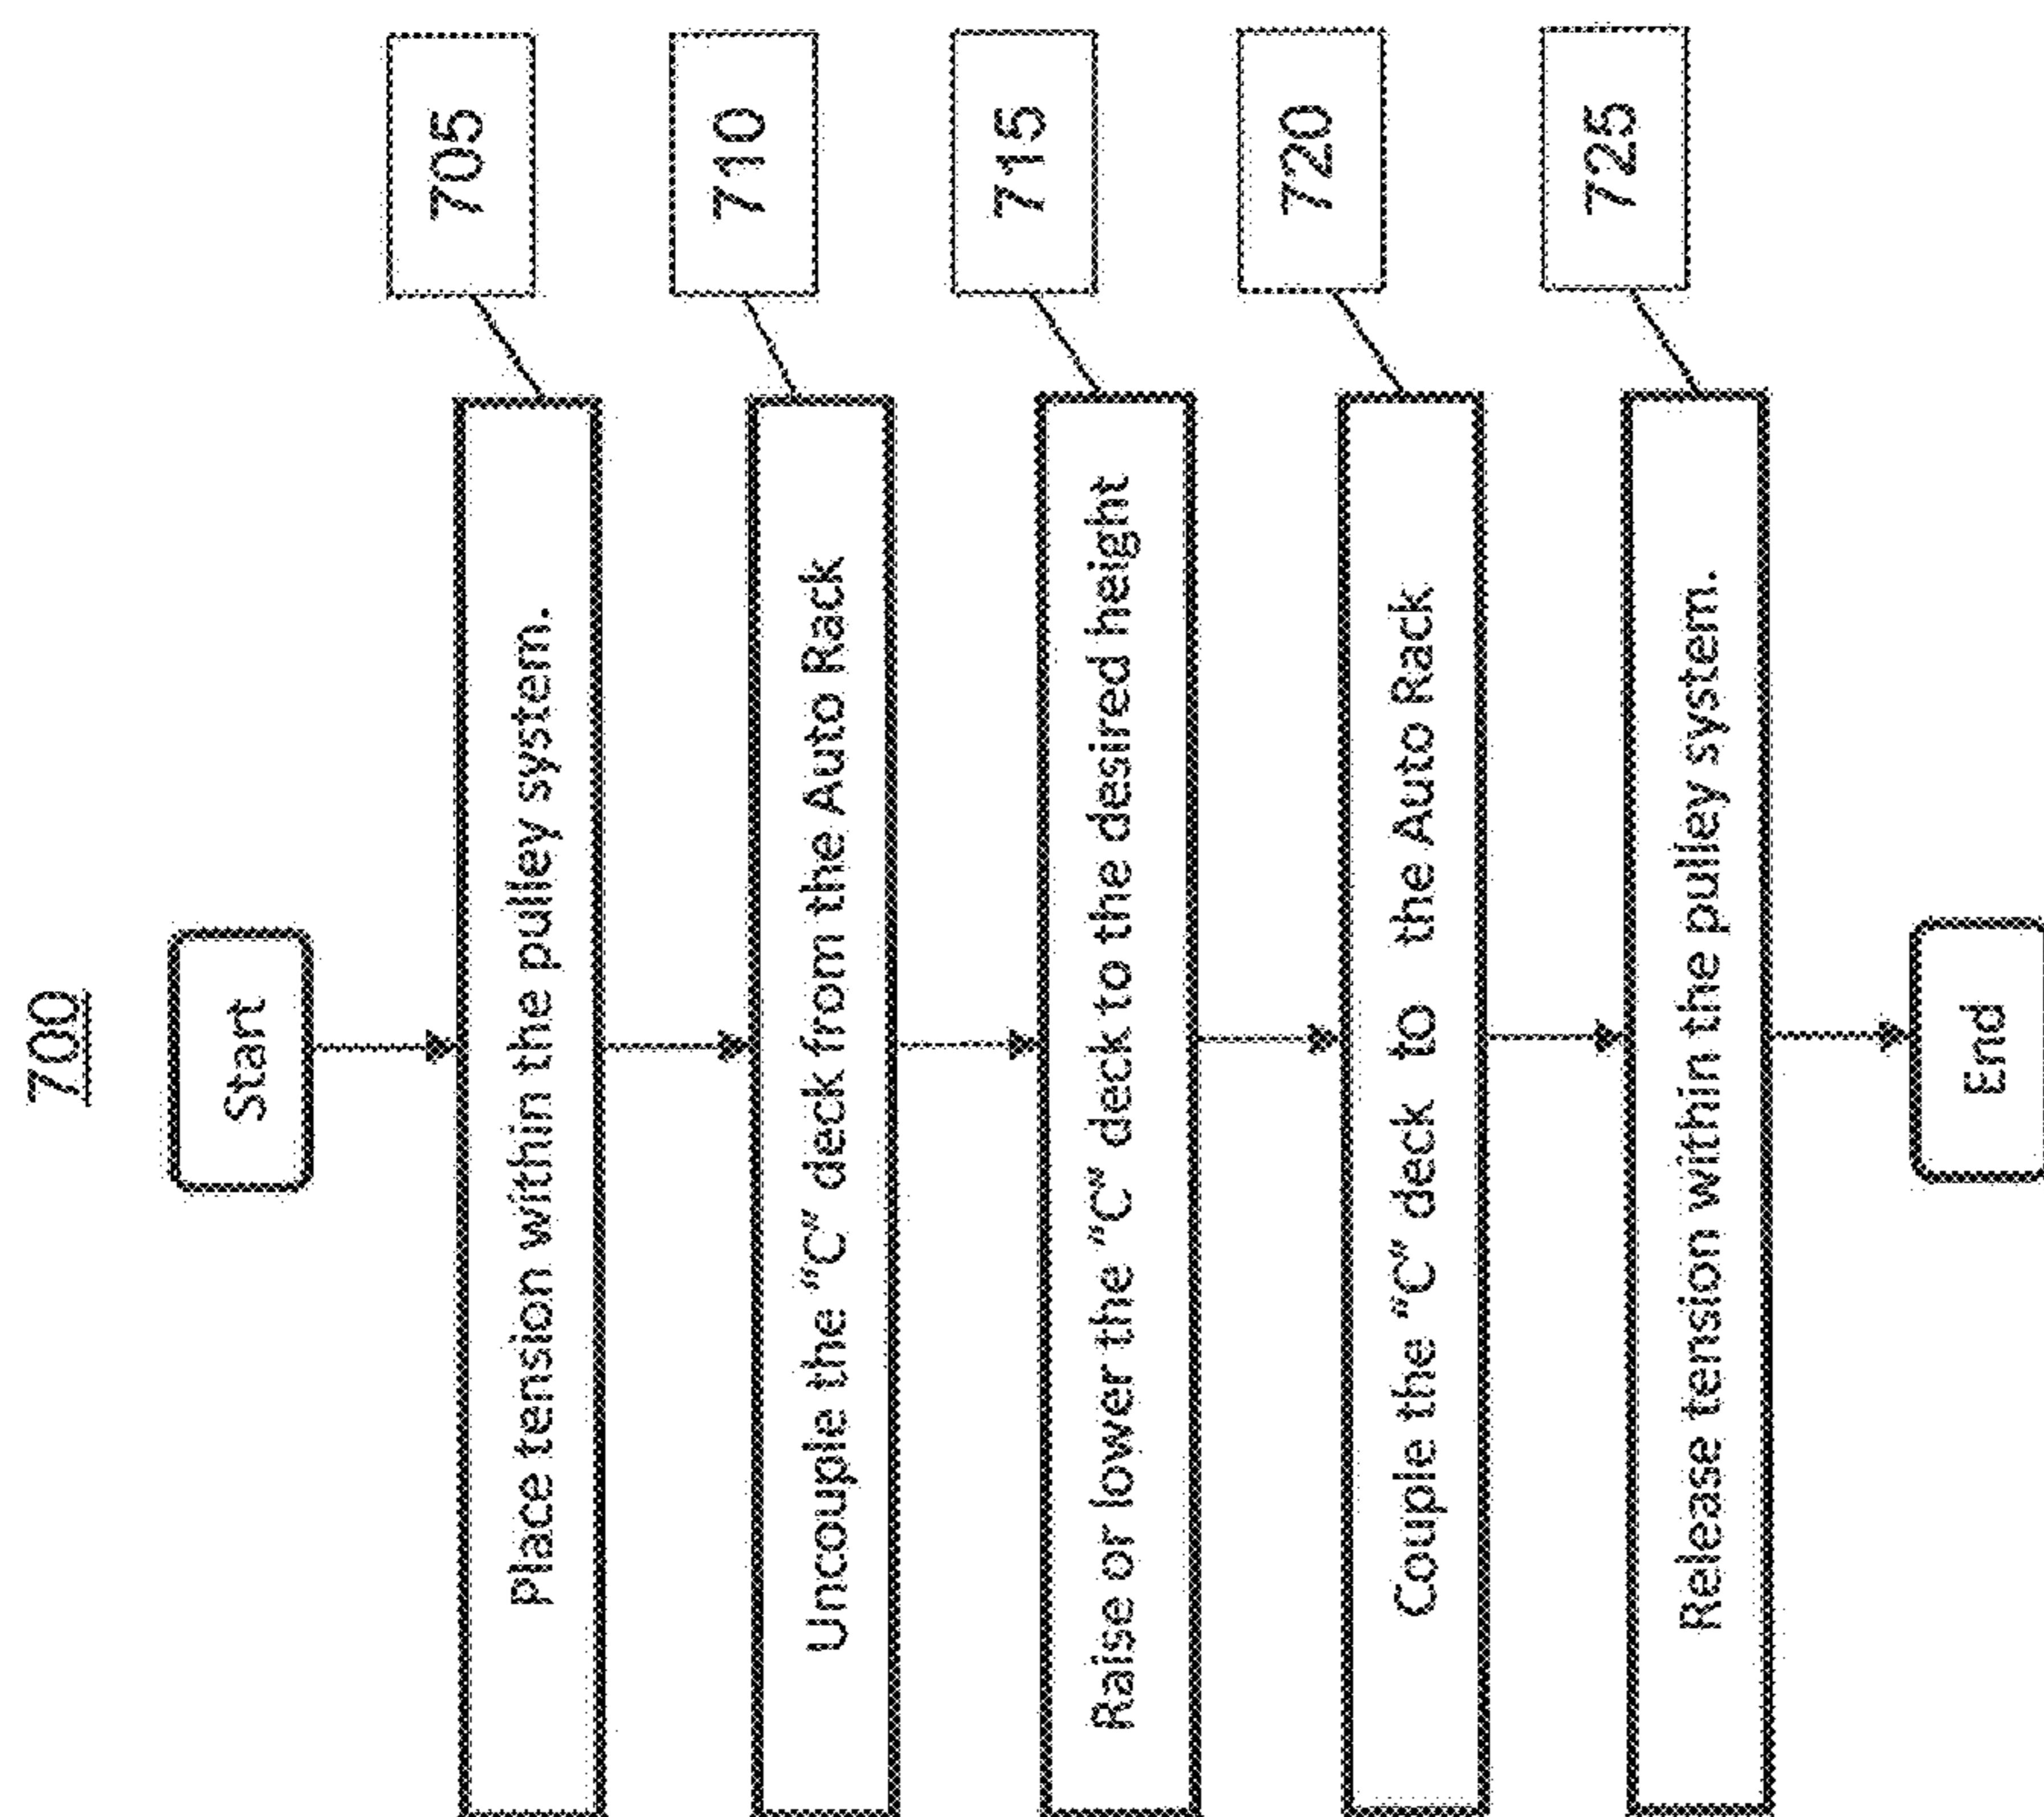 700
Start
Place tension within the pulley system.
705
Uncouple the "C" deck from the Auto Rack
710
Raise or lower the "C" deck to the desired height
715
Couple the "C" deck to the Auto Rack
720
Release tension within the pulley system.
725
End